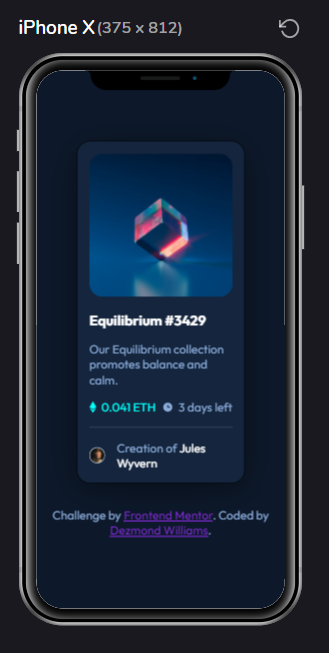 iPhone X (375 x 812)
Equilibrium #3429
Our Equilibrium collection
promotes balance and
calm.
0.041 ETH 3 days left
Creation of Jules
Wyvern
Challenge by Frontend Mentor. Coded by
Dezmond Williams.